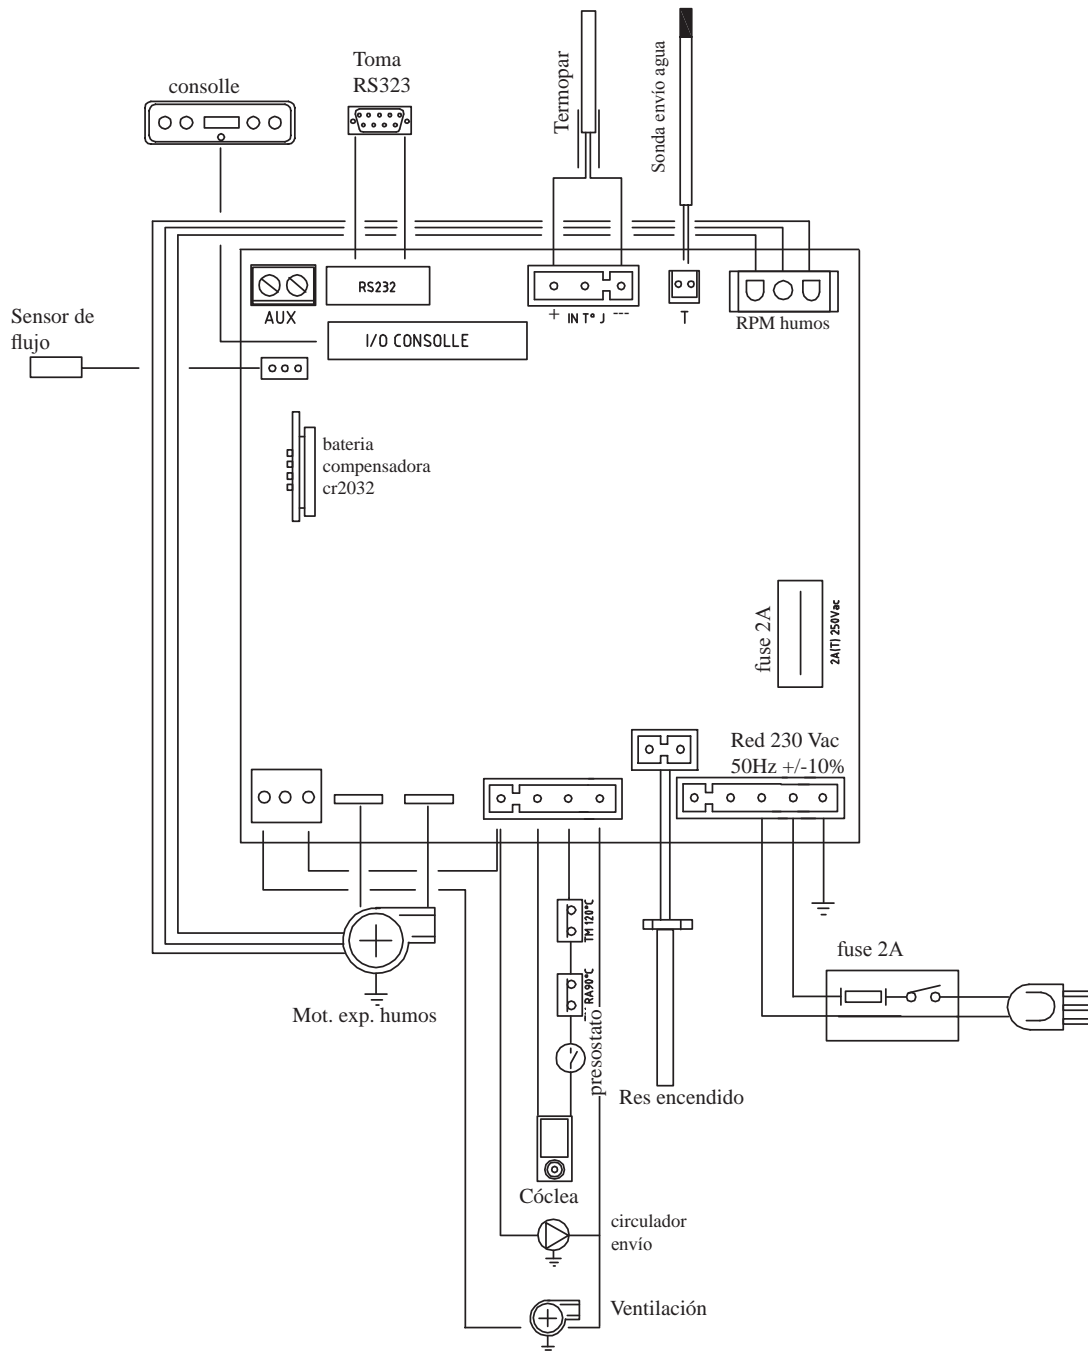 Toma
RS323
consolle
Termopar
Sonda envío agua
RS232
AUX
+ IN Tº J ---
T
RPM humos
I/O CONSOLLE
Sensor de
flujo
bateria
compensadora
cr2032
fuse 2A
2A(T) 250Vac
Red 230 Vac
50Hz +/-10%
TM 120°C
RA90°C
presostato
fuse 2A
Mot. exp. humos
Res encendido
Cóclea
circulador
envío
Ventilación